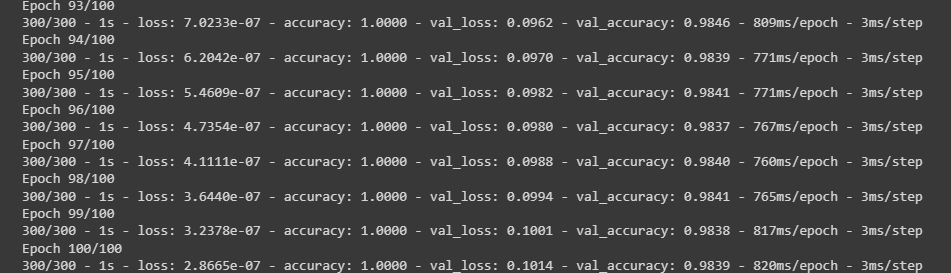 Epoch 93/100
300/300 - 1s - loss: 7.0233e-07 - accuracy: 1.0000 - val_loss: 0.0962 - val_accuracy: 0.9846 - 809ms/epoch - 3ms/step
Epoch 94/100
300/300 - 1s - loss: 6.2042e-07 - accuracy: 1.0000 - val_loss: 0.0970 - val_accuracy: 0.9839 - 771ms/epoch - 3ms/step
Epoch 95/100
300/300 - 1s - loss: 5.4609e-07 - accuracy: 1.0000 - val_loss: 0.0982 - val_accuracy: 0.9841 - 771ms/epoch - 3ms/step
Epoch 96/100
300/300 - 1s - loss: 4.7354e-07 - accuracy: 1.0000 - val_loss: 0.0980 - val_accuracy: 0.9837 - 767ms/epoch - 3ms/step
Epoch 97/100
300/300 - 1s - loss: 4.1111e-07 - accuracy: 1.0000 - val_loss: 0.0988 - val_accuracy: 0.9840 - 760ms/epoch - 3ms/step
Epoch 98/100
300/300 - 1s - loss: 3.6440e-07 - accuracy: 1.0000 - val_loss: 0.0994 - val_accuracy: 0.9841 - 765ms/epoch - 3ms/step
Epoch 99/100
300/300 - 1s - loss: 3.2378e-07 - accuracy: 1.0000 - val_loss: 0.1001 - val_accuracy: 0.9838 - 817ms/epoch - 3ms/step
Epoch 100/100
300/300 - 1s - loss: 2.8665e-07 - accuracy: 1.0000 - val_loss: 0.1014 - val_accuracy: 0.9839 - 820ms/epoch - 3ms/step